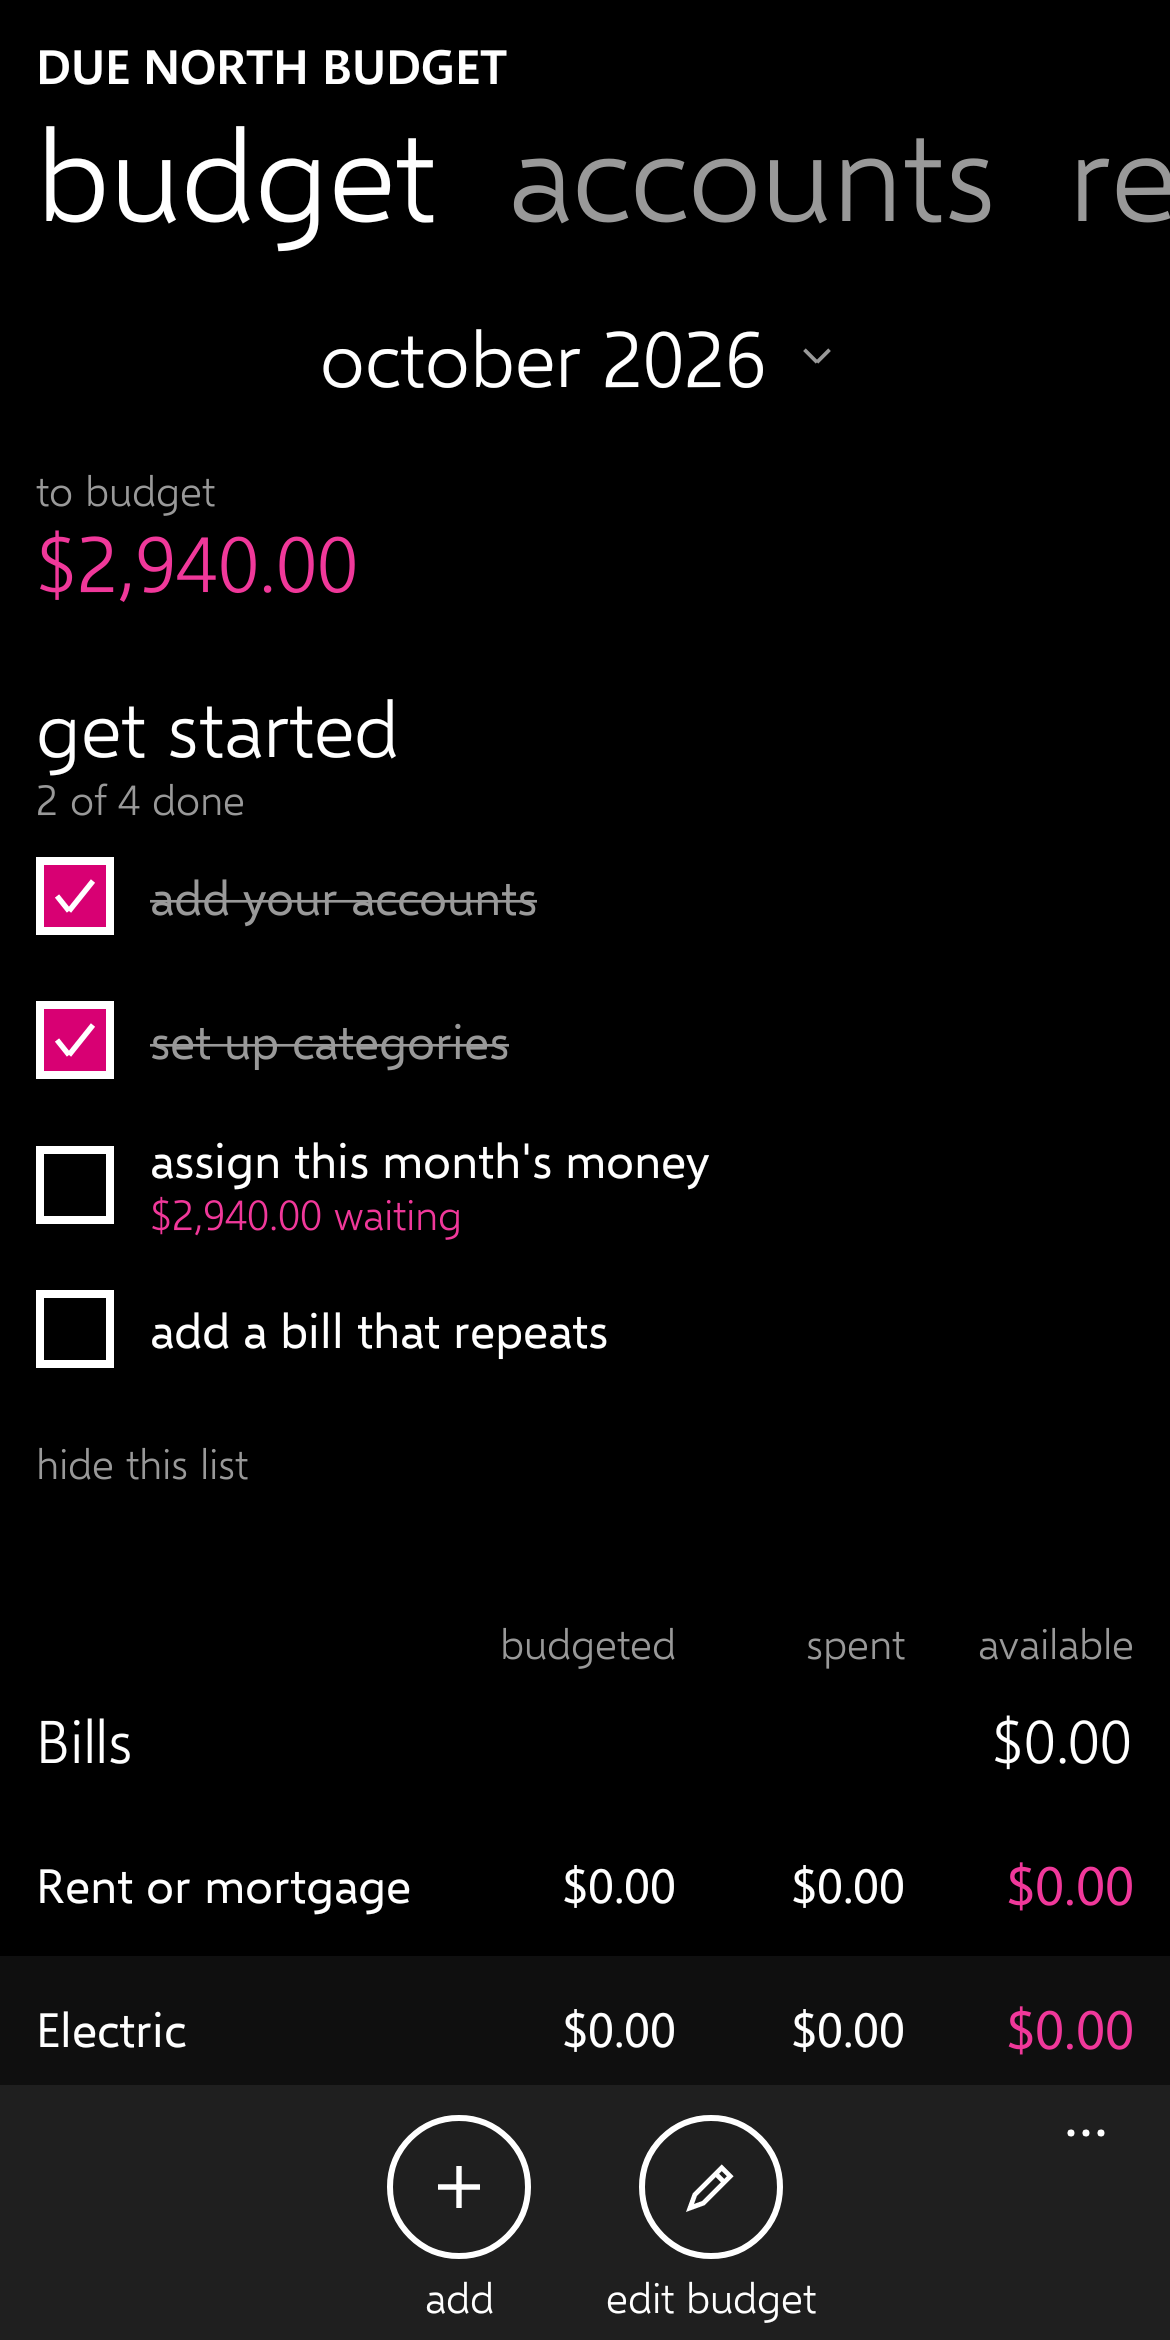 DUE NORTH BUDGET
budget accounts re
october 2026
to budget
$2,940.00
get started
2 of 4 done
add your accounts
set up categories
assign this month's money
$2,940.00 waiting
add a bill that repeats
hide this list
budgeted spent available
Bills $0.00
Rent or mortgage $0.00 $0.00 $0.00
Electric $0.00 $0.00 $0.00
add edit budget